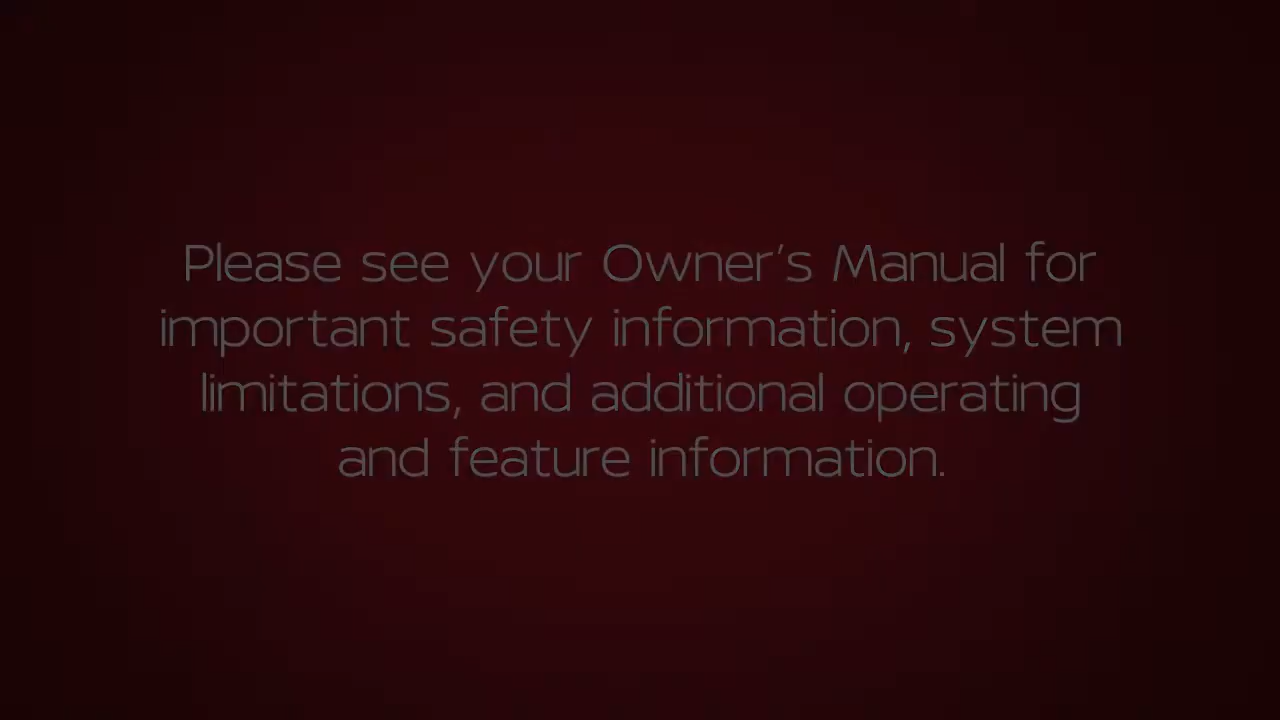 Please see your Owner’s Manual for
important safety information, system
limitations, and additional operating
and feature information.